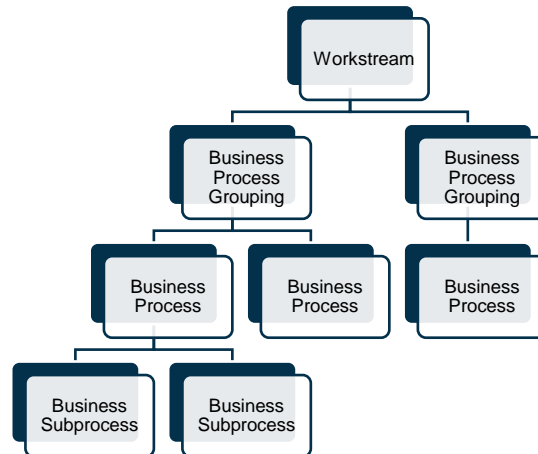 Workstream
Business
Process
Grouping
Business
Process
Grouping
Business
Process
Business
Process
Business
Process
Business
Subprocess
Business
Subprocess